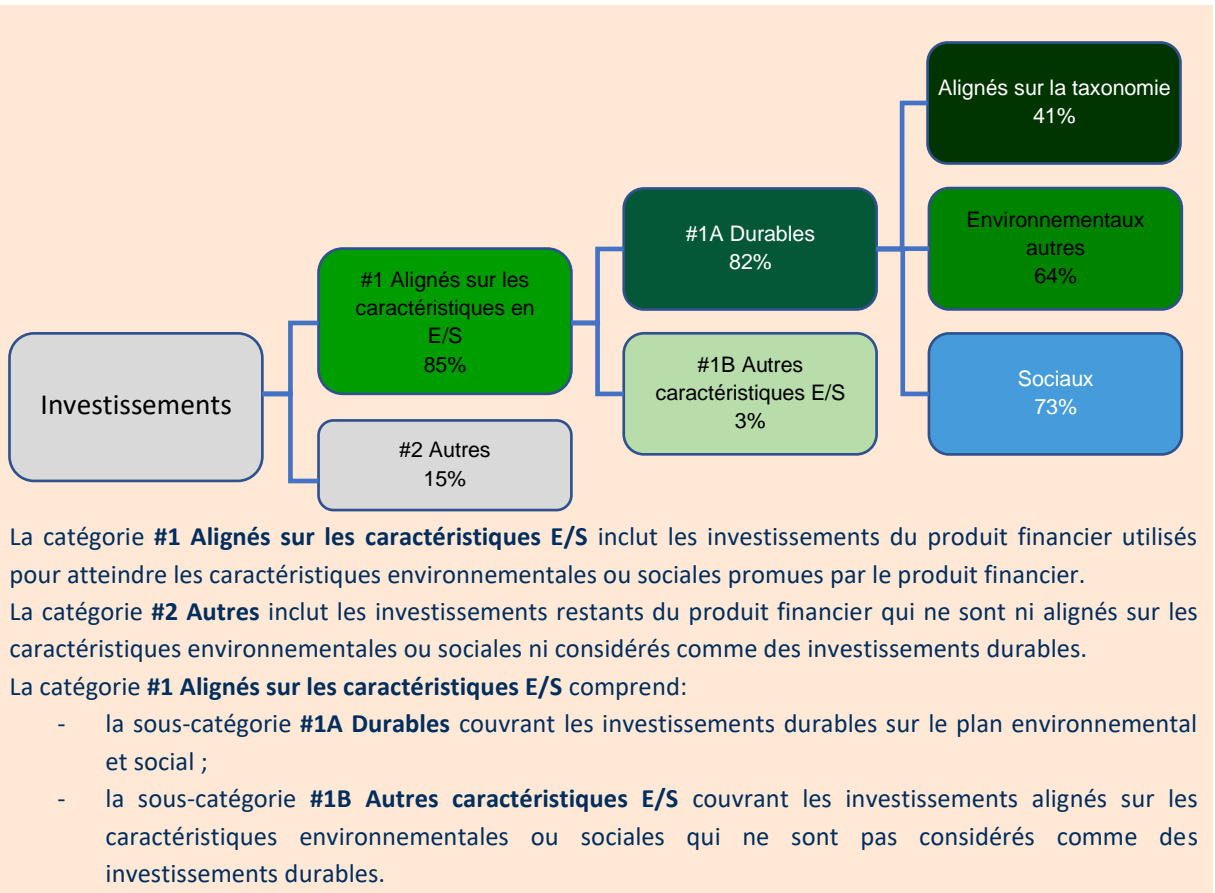 Alignés sur la taxonomie
41%
#1A Durables
82%
Environnementaux
autres
64%
#1 Alignés sur les
caractéristiques en
E/S
85%
#1B Autres
caractéristiques E/S
3%
Sociaux
73%
Investissements
#2 Autres
15%
La catégorie #1 Alignés sur les caractéristiques E/S inclut les investissements du produit financier utilisés
pour atteindre les caractéristiques environnementales ou sociales promues par le produit financier.
La catégorie #2 Autres inclut les investissements restants du produit financier qui ne sont ni alignés sur les
caractéristiques environnementales ou sociales ni considérés comme des investissements durables.
La catégorie #1 Alignés sur les caractéristiques E/S comprend:
- la sous-catégorie #1A Durables couvrant les investissements durables sur le plan environnemental
et social ;
- la sous-catégorie #1B Autres caractéristiques E/S couvrant les investissements alignés sur les
caractéristiques environnementales ou sociales qui ne sont pas considérés comme des
investissements durables.